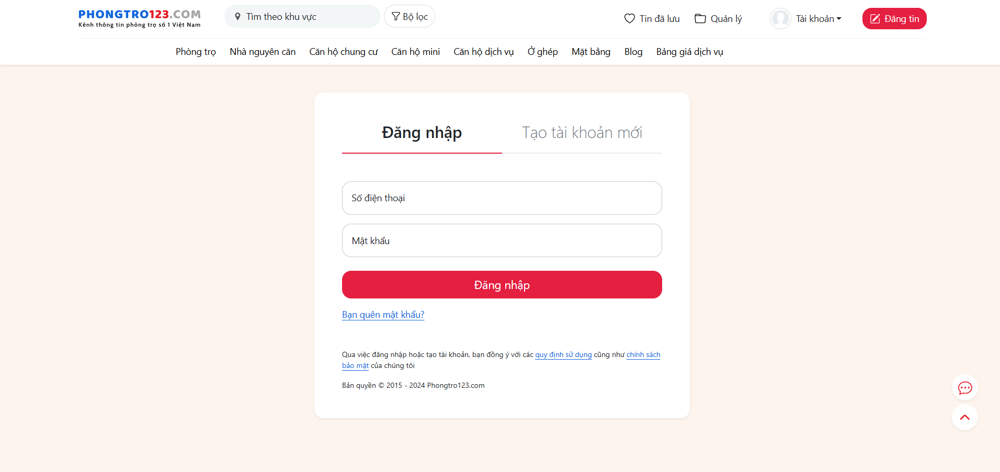 PHONGTRO123.COM
Kênh thông tin phòng trọ số 1 Việt Nam
Tìm theo khu vực
Bộ lọc
Tin đã lưu
Quản lý
Tài khoản
Đăng tin
Phòng trọ
Nhà nguyên căn
Căn hộ chung cư
Căn hộ mini
Căn hộ dịch vụ
Ở ghép
Mặt bằng
Blog
Bảng giá dịch vụ
Đăng nhập
Tạo tài khoản mới
Số điện thoại
Mật khẩu
Đăng nhập
Bạn quên mật khẩu?
Qua việc đăng nhập hoặc tạo tài khoản, bạn đồng ý với các quy định sử dụng cũng như chính sách
bảo mật của chúng tôi
Bản quyền © 2015 - 2024 Phongtro123.com